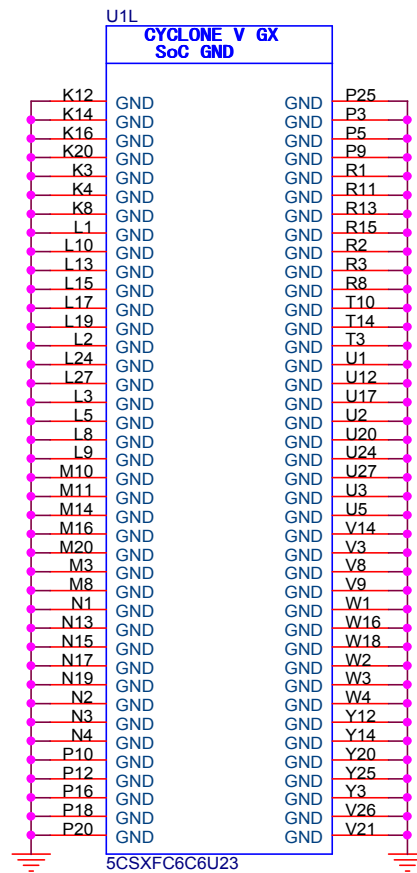 U1L
CYCLONE V GX
SoC GND
K12 GND GND P25
K14 GND GND P3
K16 GND GND P5
K20 GND GND P9
K3 GND GND R1
K4 GND GND R11
K8 GND GND R13
L1 GND GND R15
L10 GND GND R2
L13 GND GND R3
L15 GND GND R8
L17 GND GND T10
L19 GND GND T14
L2 GND GND T3
L24 GND GND U1
L27 GND GND U12
L3 GND GND U17
L5 GND GND U2
L8 GND GND U20
L9 GND GND U24
M10 GND GND U27
M11 GND GND U3
M14 GND GND U5
M16 GND GND V14
M20 GND GND V3
M3 GND GND V8
M8 GND GND V9
N1 GND GND W1
N13 GND GND W16
N15 GND GND W18
N17 GND GND W2
N19 GND GND W3
N2 GND GND W4
N3 GND GND Y12
N4 GND GND Y14
P10 GND GND Y20
P12 GND GND Y25
P16 GND GND Y3
P18 GND GND V26
P20 GND GND V21
5CSXFC6C6U23